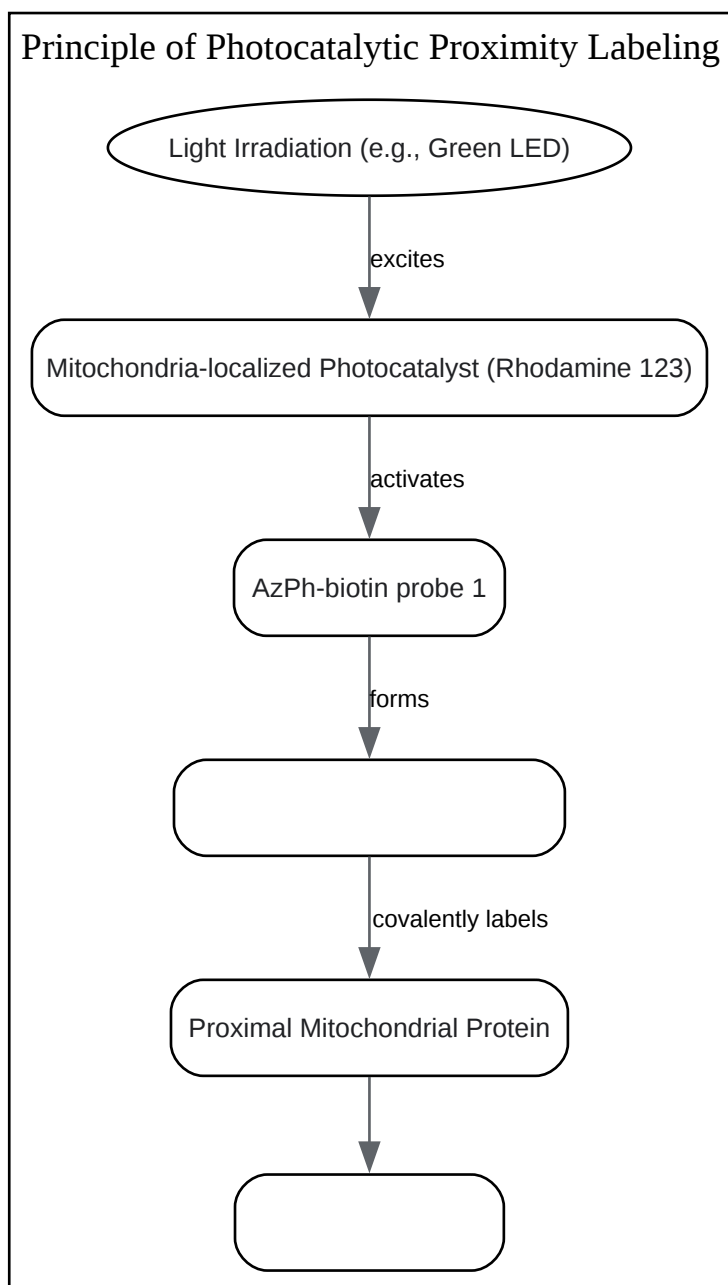 Principle of Photocatalytic Proximity Labeling
Light Irradiation (e.g., Green LED)
excites
Mitochondria-localized Photocatalyst (Rhodamine 123)
activates
AzPh-biotin probe 1
forms
covalently labels
Proximal Mitochondrial Protein